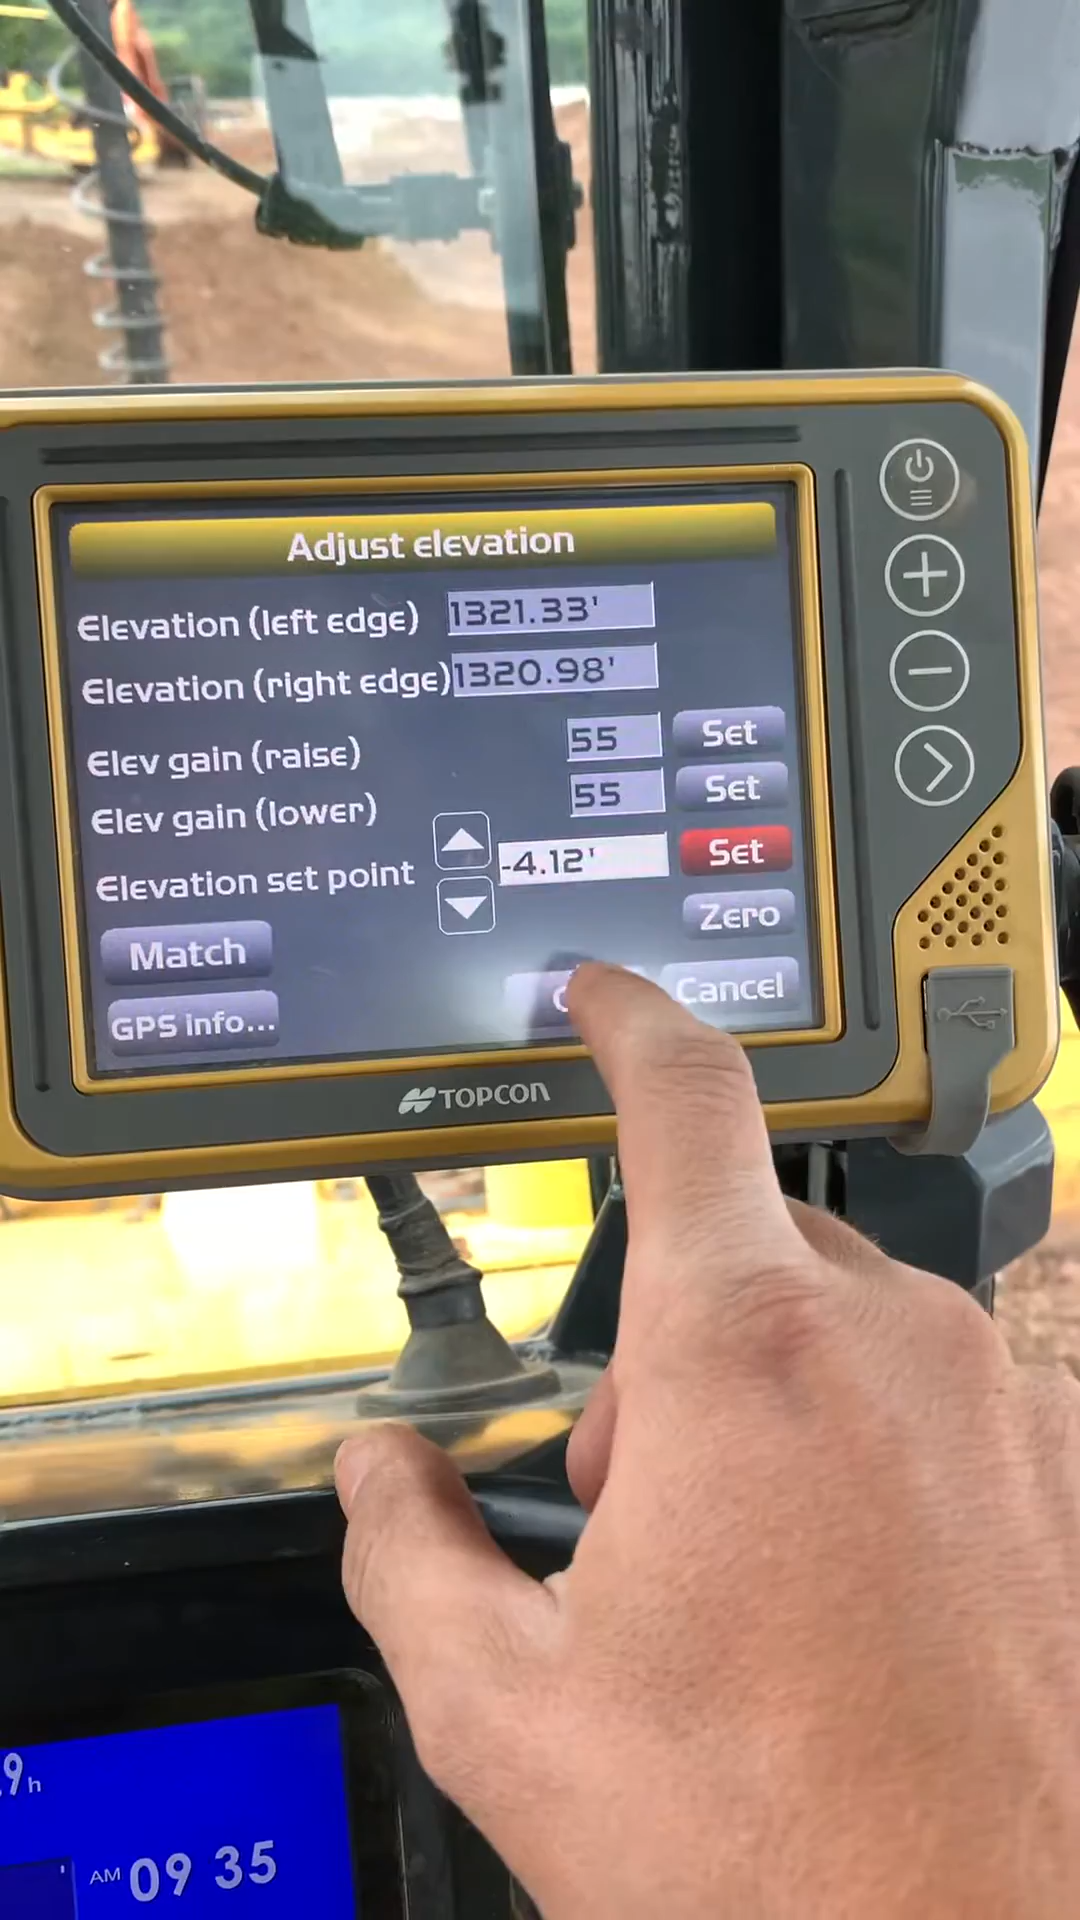 Adjust elevation
Elevation (left edge) 1321.33'
Elevation (right edge) 1320.98'
Elev gain (raise) 55 Set
Elev gain (lower) 55 Set
Elevation set point -4.12' Set
Zero
Match
Cancel
GPS info...
TOPCON
.9h
AM 09 35